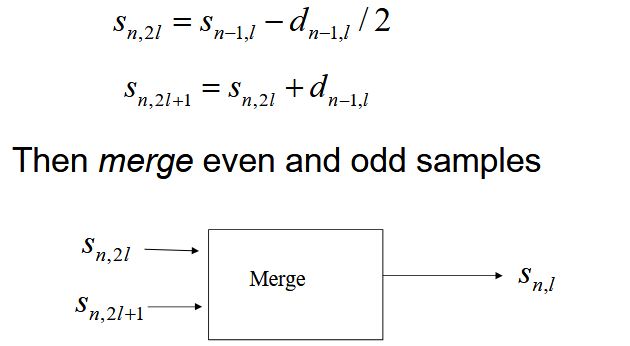 s_{n,2l} = s_{n-1,l} − d_{n-1,l} / 2
s_{n,2l+1} = s_{n,2l} + d_{n-1,l}
Then merge even and odd samples
s_{n,2l}
Merge
s_{n,l}
s_{n,2l+1}